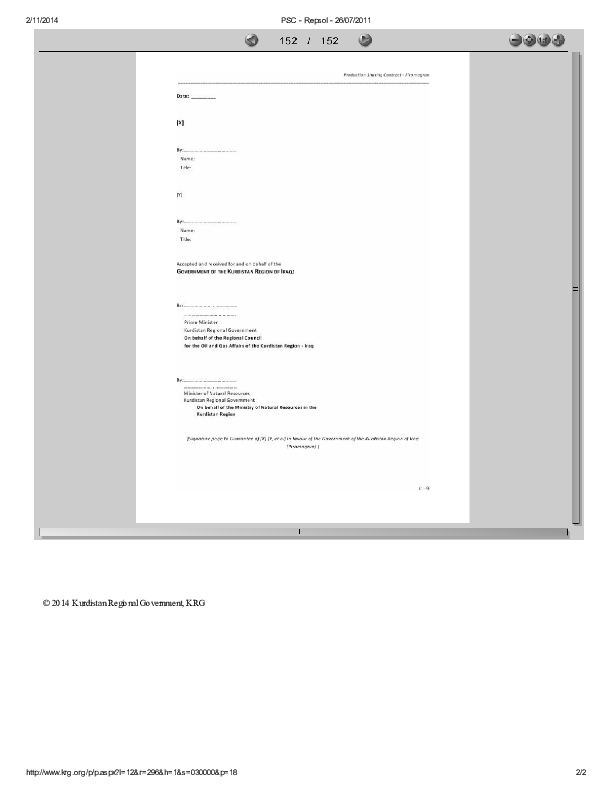 2/11/2014 PSC - Repsol - 26/07/2011
152 / 152
Production Sharing Contract - Piramagrun
Date: ________
[X]
By:
Name:
Title:
[Y]
By:
Name:
Title:
Accepted and received for and on behalf of the
GOVERNMENT OF THE KURDISTAN REGION OF IRAQ:
By:
Prime Minister
Kurdistan Regional Government
On behalf of the Regional Council
for the Oil and Gas Affairs of the Kurdistan Region - Iraq
By:
Minister of Natural Resources
Kurdistan Regional Government
On behalf of the Ministry of Natural Resources in the
Kurdistan Region
[Signature page to Guarantee of [X] [Y, et al] in favour of the Government of the Kurdistan Region of Iraq
(Piramagrun) ]
© 2014 Kurdistan Regional Government, KRG
http://www.krg.org/p/p.aspx?l=12&r=296&h=1&s=030000&p=18 2/2